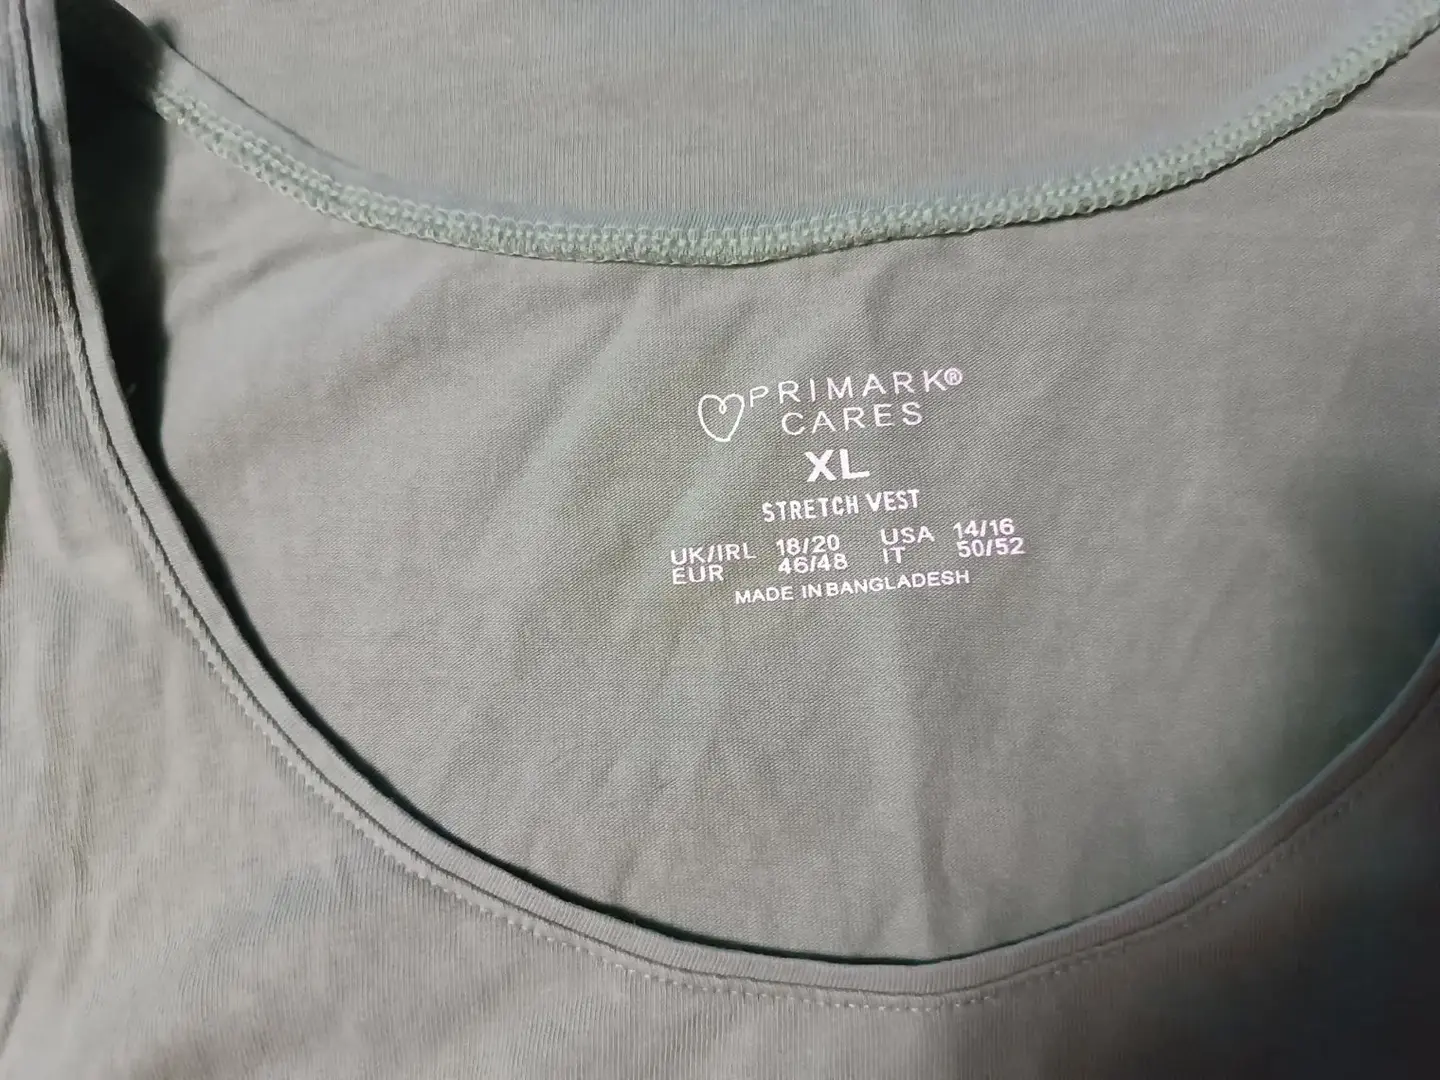 PRIMARK®
CARES
XL
STRETCH VEST
UK/IRL 18/20 USA 14/16
EUR 46/48 IT 50/52
MADE IN BANGLADESH